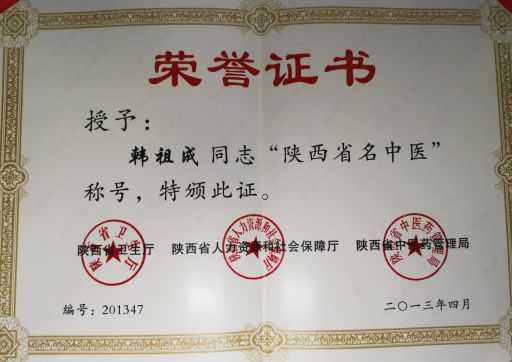 荣誉证书
授予：
韩祖成同志“陕西省名中医”
称号，特颁此证。
陕西省卫生厅 陕西省人力资源和社会保障厅 陕西省中医药管理局
编号：201347 二〇一三年四月